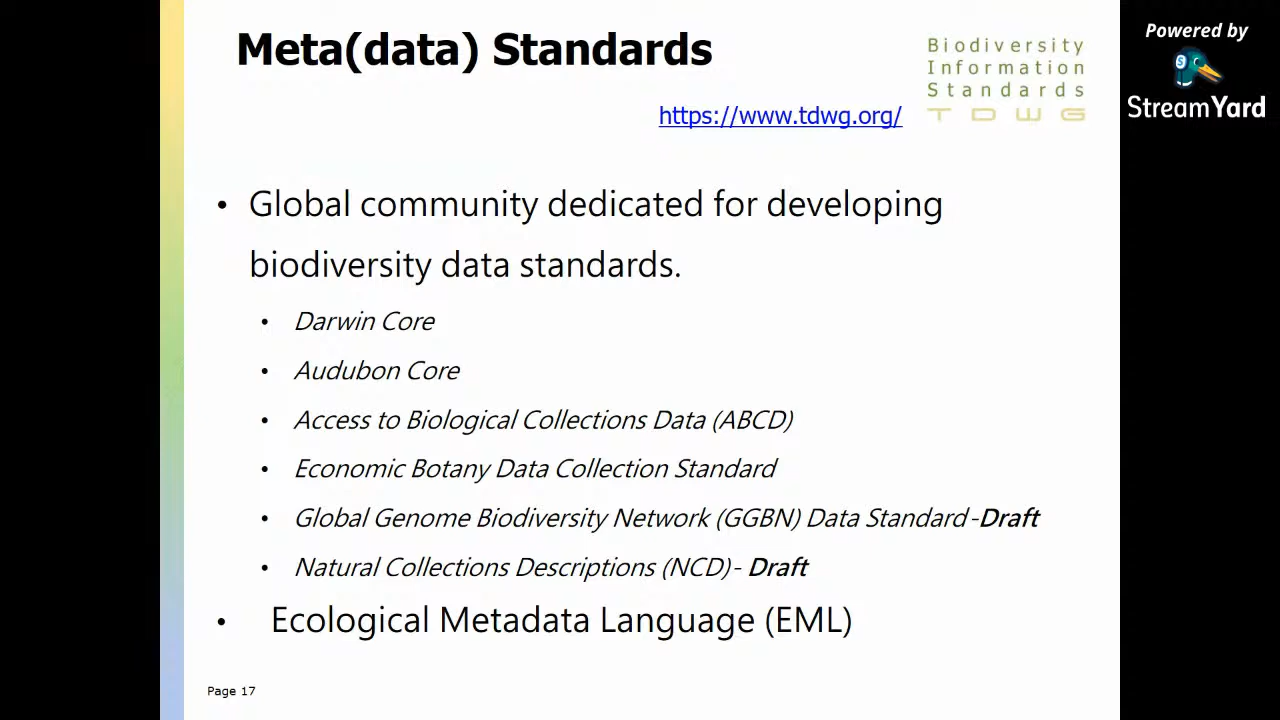 Meta(data) Standards
Biodiversity
Information
Standards
TDWG
https://www.tdwg.org/
Powered by
StreamYard
• Global community dedicated for developing
biodiversity data standards.
• Darwin Core
• Audubon Core
• Access to Biological Collections Data (ABCD)
• Economic Botany Data Collection Standard
• Global Genome Biodiversity Network (GGBN) Data Standard-Draft
• Natural Collections Descriptions (NCD)- Draft
• Ecological Metadata Language (EML)
Page 17